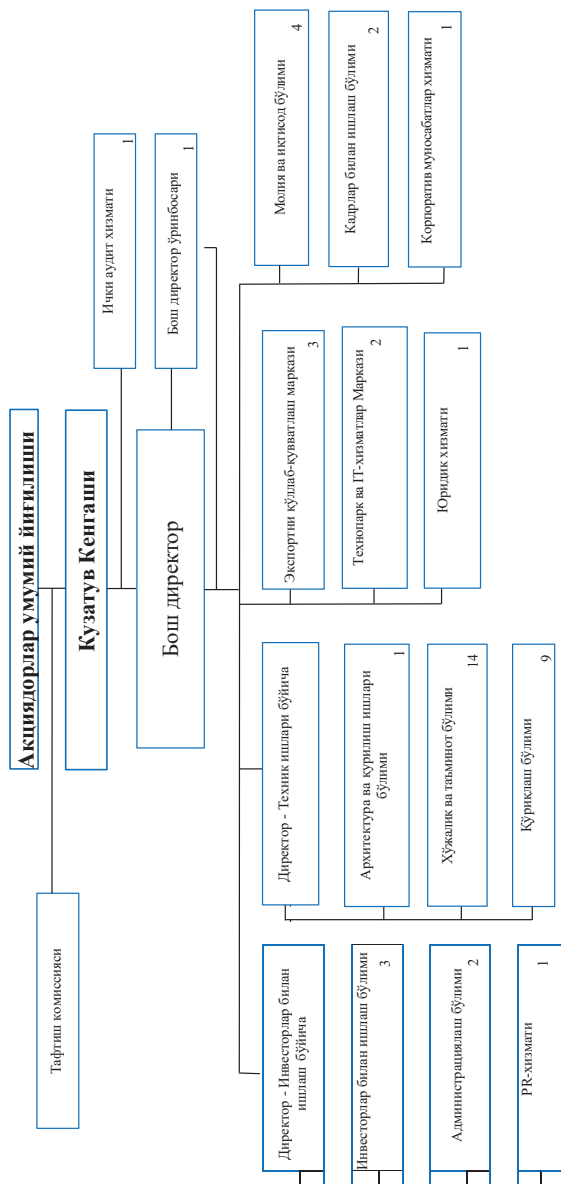 Акциядорлар умумий йиғилиши
Тафтиш комиссияси
Кузатув Кенгаши
Ички аудит хизмати
1
Бош директор
Бош директор ўринбосари
1
Директор - Инвесторлар билан
ишлаш бўйича
Инвесторлар билан ишлаш бўлими
3
Администрациялаш бўлими
2
PR-хизмати
1
Директор - Техник ишлари бўйича
Архитектура ва қурилиш ишлари
бўлими
1
Хўжалик ва таъминот бўлими
14
Қўриқлаш бўлими
9
Экспортни қўллаб-қувватлаш маркази
3
Технопарк ва IT-хизматлар Маркази
2
Юридик хизмати
1
Молия ва иктисод бўлими
4
Кадрлар билан ишлаш бўлими
2
Корпоратив муносабатлар хизмати
1